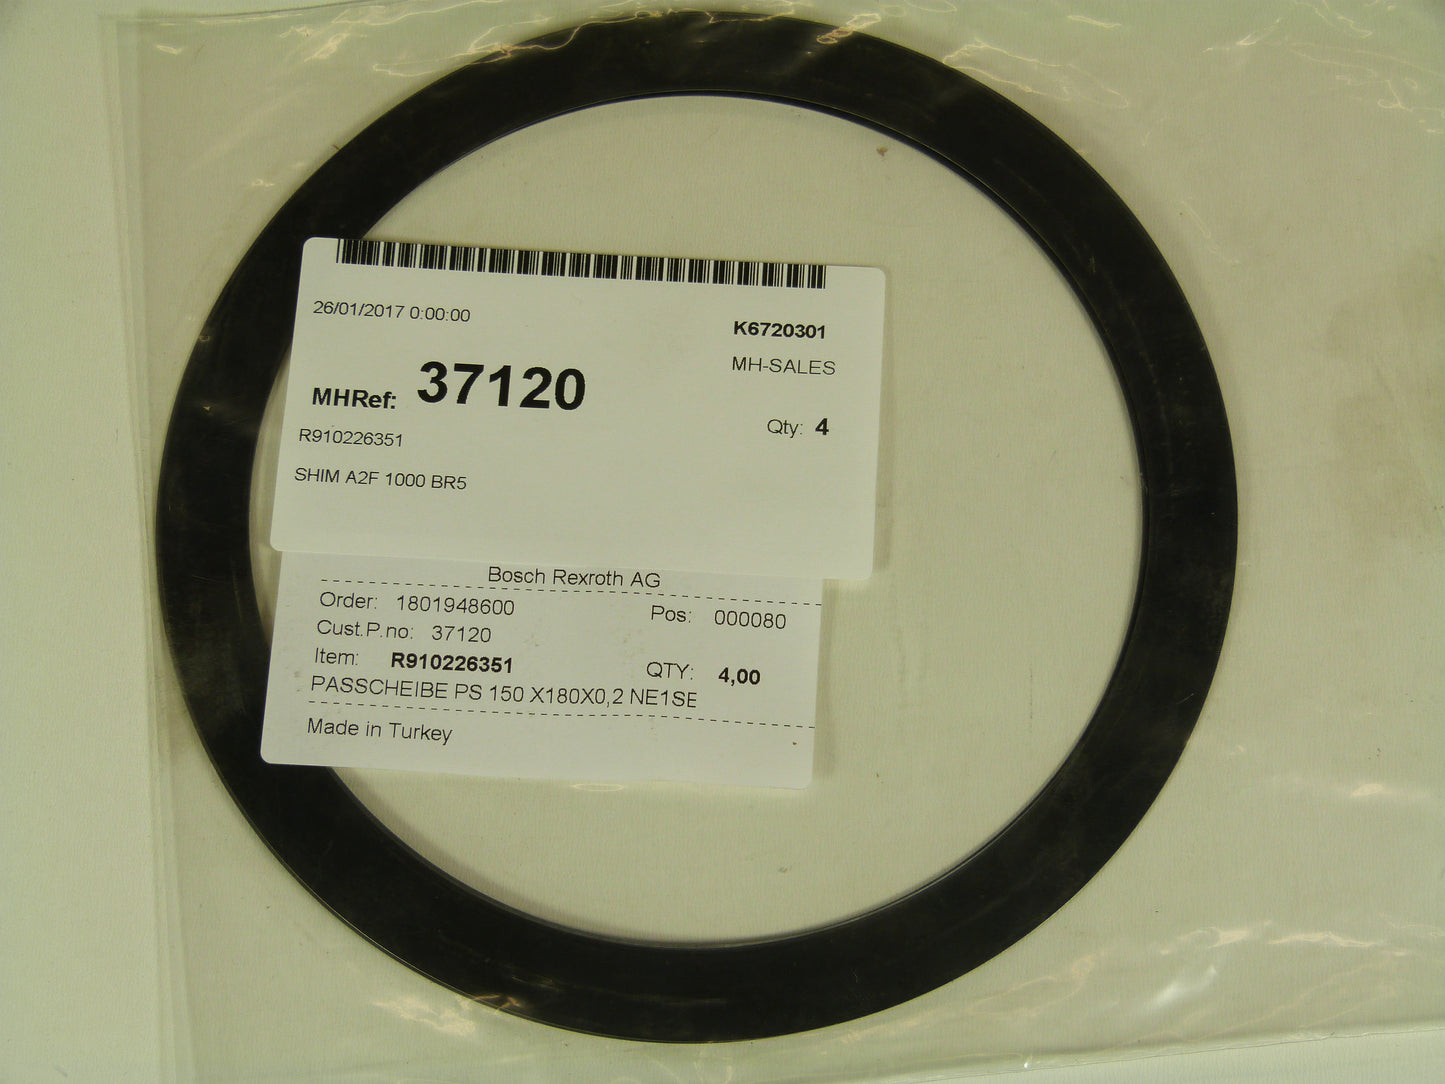 26/01/2017 0:00:00
K6720301
MH-SALES
MHRef: 37120
Qty: 4
R910226351
SHIM A2F 1000 BR5
Bosch Rexroth AG
Order: 1801948600 Pos: 000080
Cust.P.no: 37120
Item: R910226351 QTY: 4,00
PASSCHEIBE PS 150 X180X0,2 NE1SE
Made in Turkey